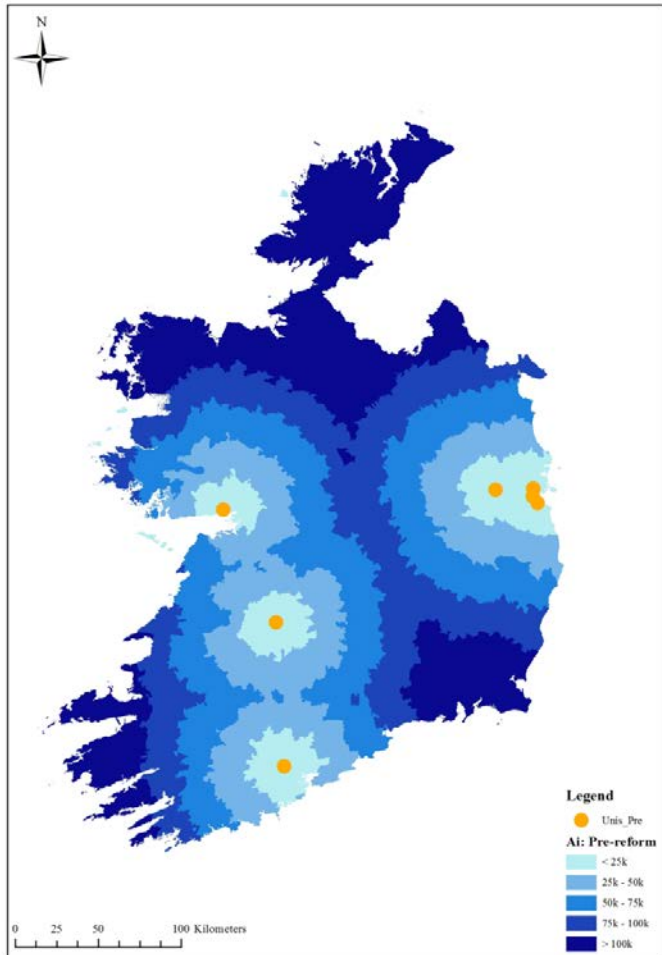 N
Legend
Unis_Pre
Ai: Pre-reform
< 25k
25k - 50k
50k - 75k
75k - 100k
> 100k
0 25 50 100 Kilometers